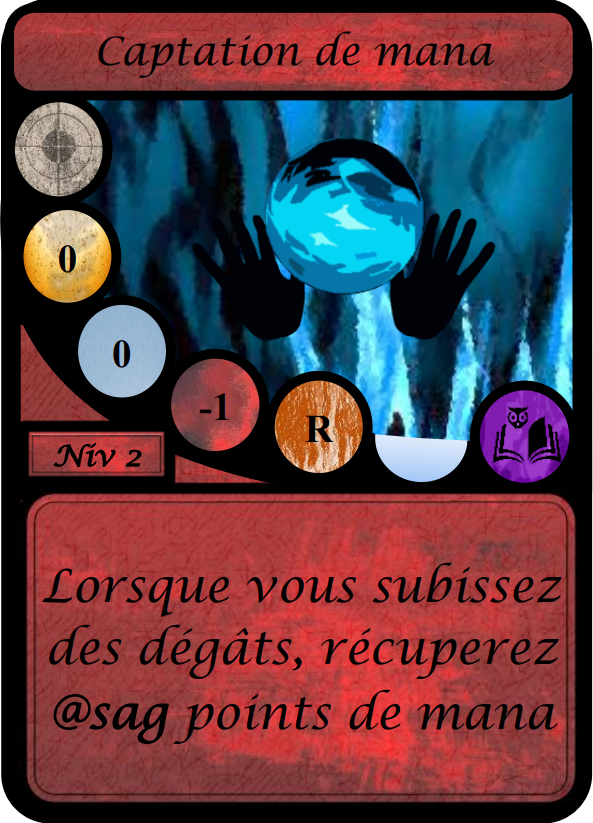 Captation de mana
0
0
-1
R
Niv 2
Lorsque vous subissez
des dégâts, récuperez
@sag points de mana